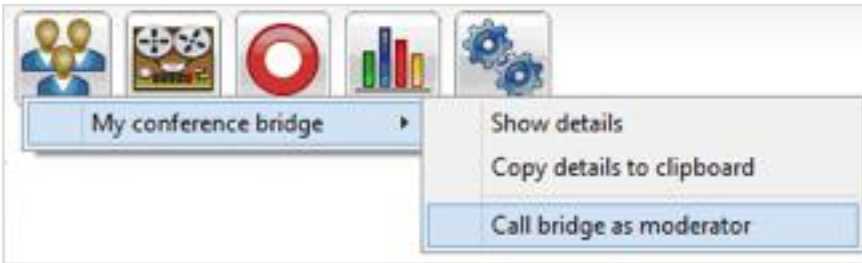 My conference bridge
Show details
Copy details to clipboard
Call bridge as moderator